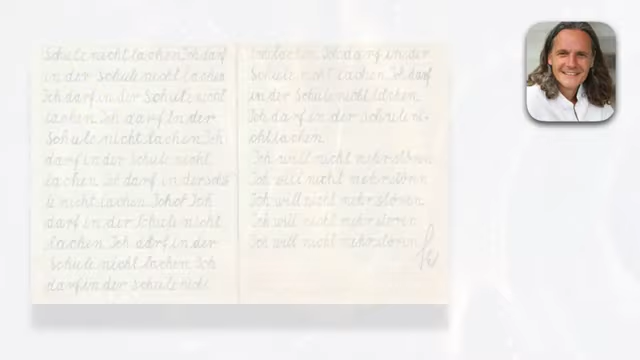 Schule nicht lachen Ich darf
in der Schule nicht lachen
Ich darf in der Schule nicht
lachen. Ich darf in der
Schule nicht lachen. Ich
darf in der Schule nicht
lachen. Ich darf in der Schu
le nicht lachen. Ich
darf in der Schule nicht
lachen. Ich darf in der
Schule nicht lachen. Ich
darf in der Schule nicht
lachen. Ich darf in der
Schule nicht lachen. Ich darf
in der Schule nicht lachen.
Ich darf in der Schule ni-
cht lachen.
Ich will nicht mehr stören
Ich will nicht mehr stören
Ich will nicht mehr stören
Ich will nicht mehr stören
Ich will nicht mehr stören